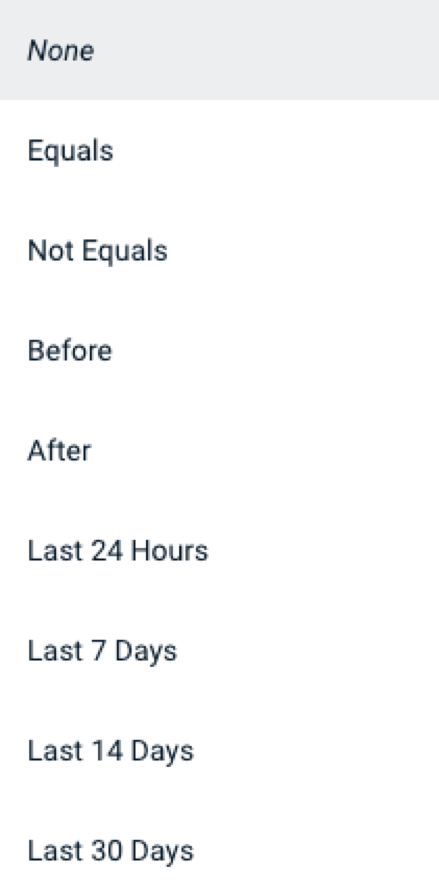 None
Equals
Not Equals
Before
After
Last 24 Hours
Last 7 Days
Last 14 Days
Last 30 Days